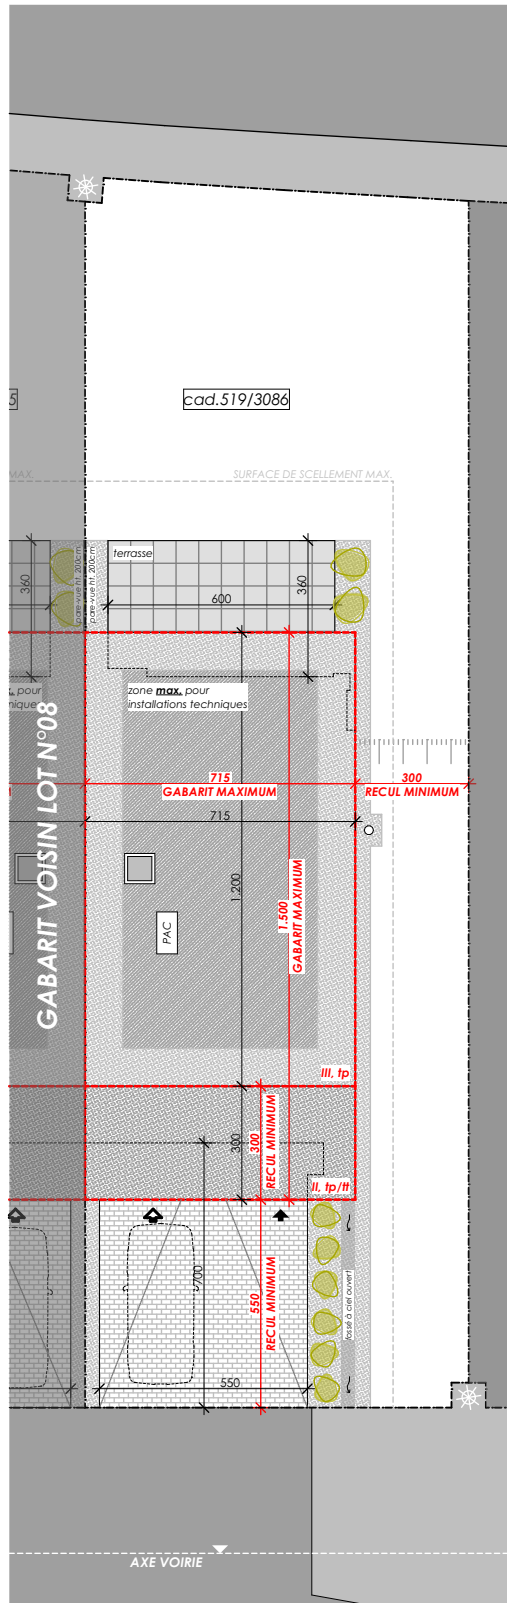 5
cad.519/3086
MAX.
SURFACE DE SCELLEMENT MAX.
360
pare-vue ht. 200cm
pare-vue ht. 200cm
terrasse
360
600
x. pour
niques
zone max. pour
installations techniques
GABARIT VOISIN LOT N°08
715
GABARIT MAXIMUM
300
RECUL MINIMUM
715
1.200
1.500
GABARIT MAXIMUM
PAC
III, tp
300
300
RECUL MINIMUM
II, tp/tt
700
550
RECUL MINIMUM
fossé à ciel ouvert
550
AXE VOIRIE